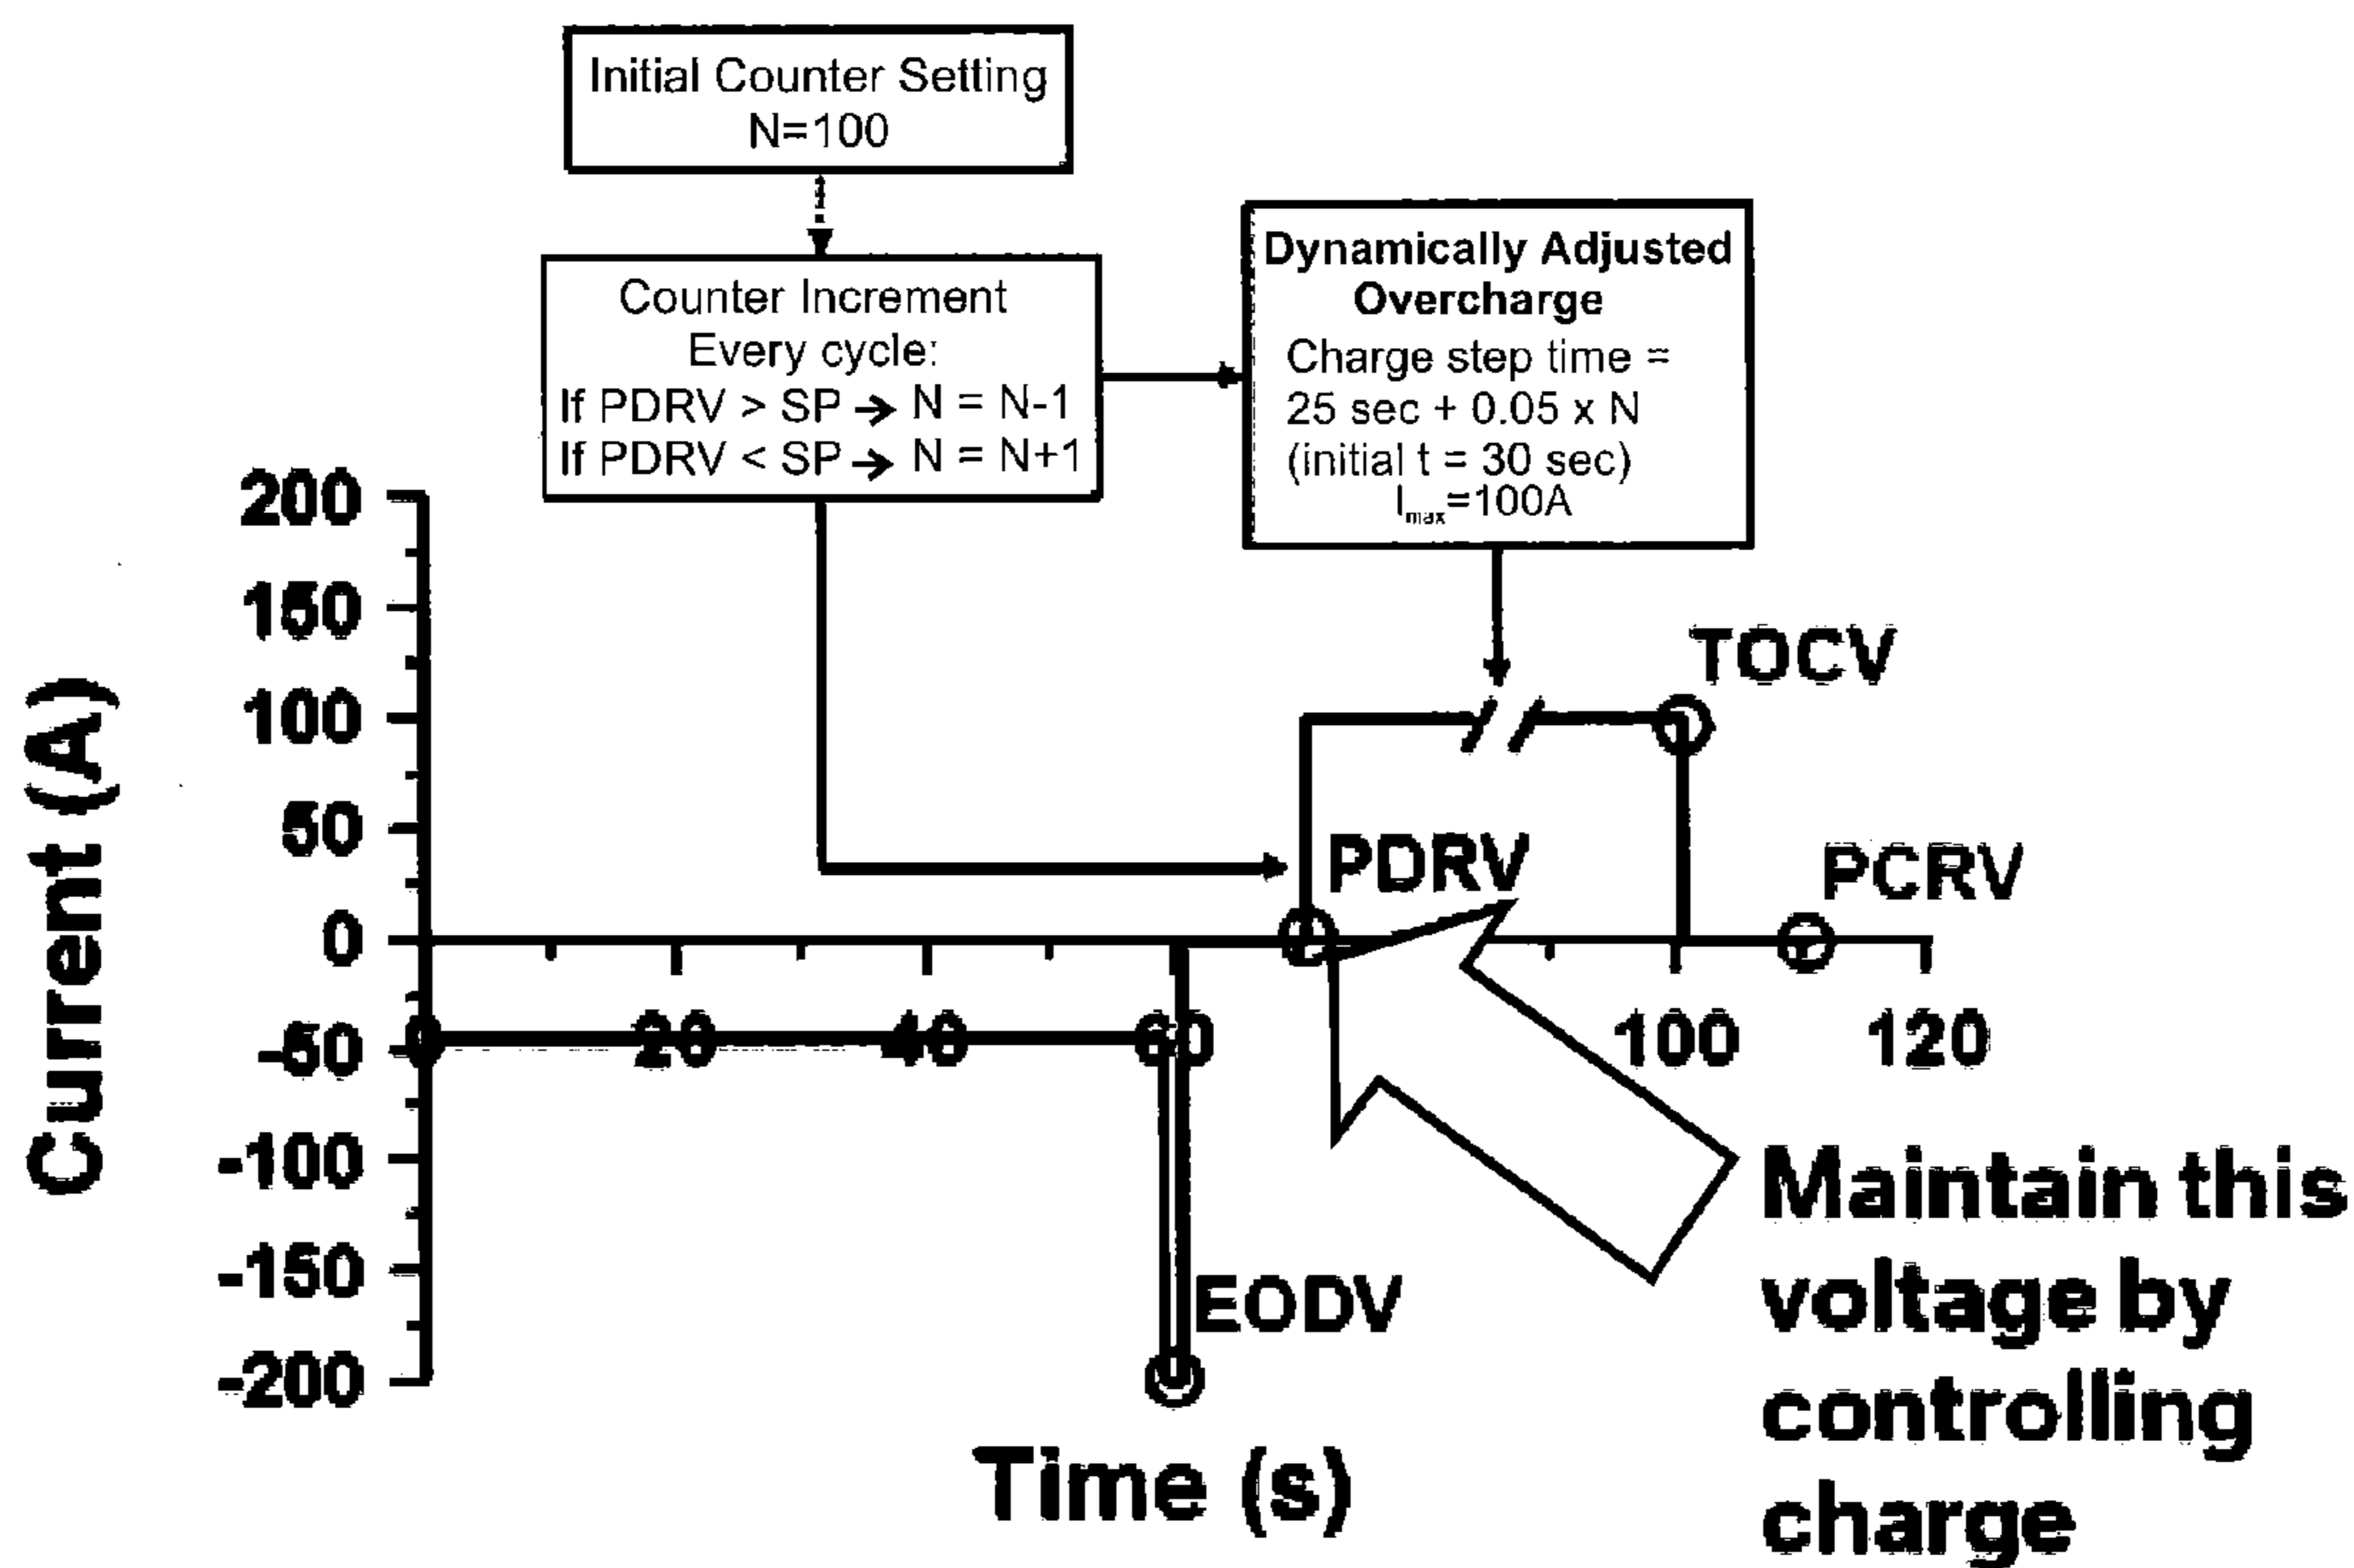 Initial Counter Setting
N=100
Counter Increment
Every cycle:
If PDRV > SP → N = N-1
If PDRV < SP → N = N+1
Dynamically Adjusted
Overcharge
Charge step time =
25 sec + 0.05 x N
(initial t = 30 sec)
Imax=100A
Current (A)
200
150
100
50
0
-50
-100
-150
-200
TOCV
PDRV
PCRV
0
20
40
60
100
120
EODV
Time (s)
Maintain this
voltage by
controlling
charge